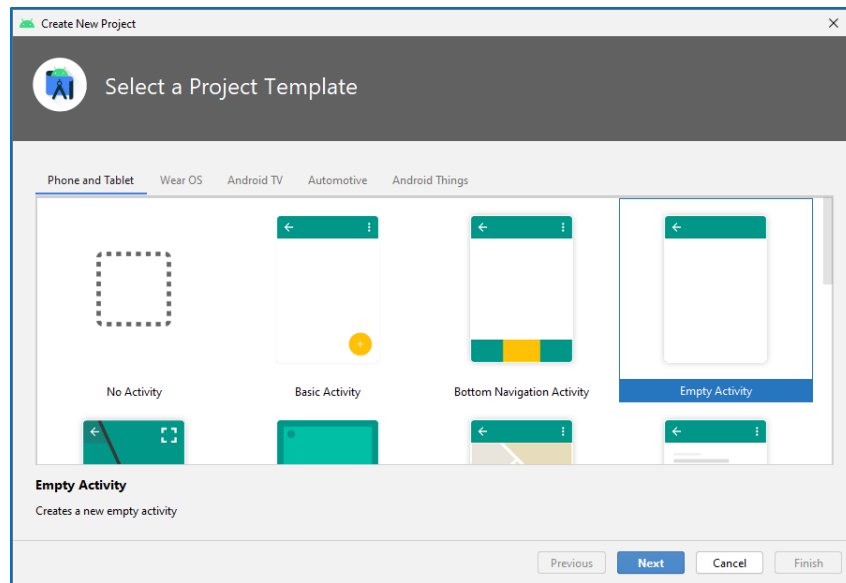 Create New Project
Select a Project Template
Phone and Tablet Wear OS Android TV Automotive Android Things
No Activity Basic Activity Bottom Navigation Activity Empty Activity
Empty Activity
Creates a new empty activity
Previous Next Cancel Finish